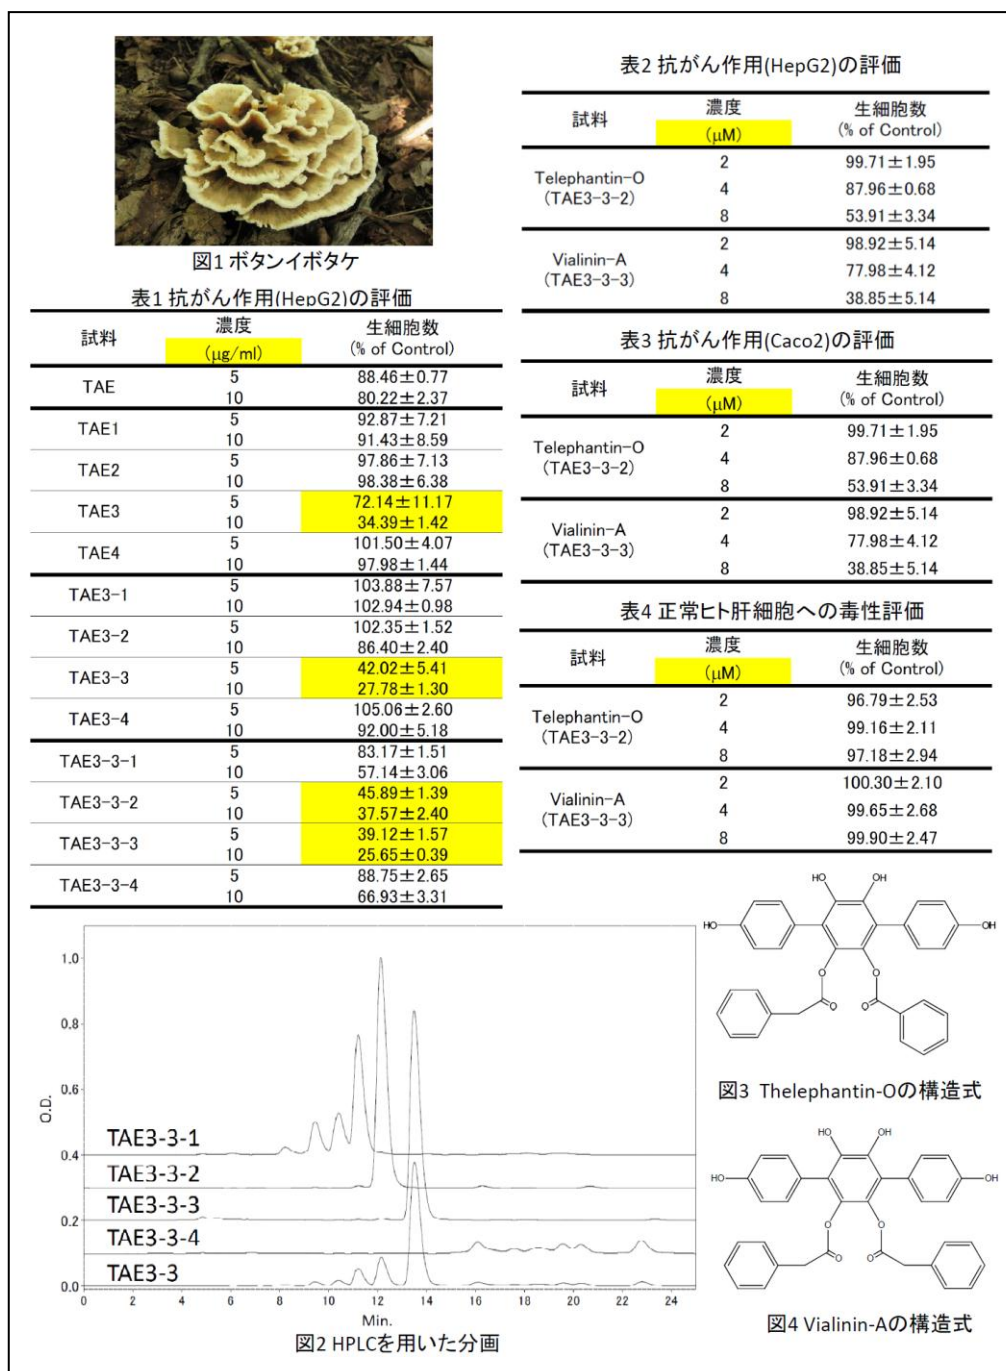 図1 ボタンイボタケ
表1 抗がん作用(HepG2)の評価
試料 濃度 (μg/ml) 生細胞数 (% of Control)
TAE 5 88.46±0.77
10 80.22±2.37
TAE1 5 92.87±7.21
10 91.43±8.59
TAE2 5 97.86±7.13
10 98.38±6.38
TAE3 5 72.14±11.17
10 34.39±1.42
TAE4 5 101.50±4.07
10 97.98±1.44
TAE3-1 5 103.88±7.57
10 102.94±0.98
TAE3-2 5 102.35±1.52
10 86.40±2.40
TAE3-3 5 42.02±5.41
10 27.78±1.30
TAE3-4 5 105.06±2.60
10 92.00±5.18
TAE3-3-1 5 83.17±1.51
10 57.14±3.06
TAE3-3-2 5 45.89±1.39
10 37.57±2.40
TAE3-3-3 5 39.12±1.57
10 25.65±0.39
TAE3-3-4 5 88.75±2.65
10 66.93±3.31
表2 抗がん作用(HepG2)の評価
試料 濃度 (μM) 生細胞数 (% of Control)
Telephantin-O (TAE3-3-2) 2 99.71±1.95
4 87.96±0.68
8 53.91±3.34
Vialinin-A (TAE3-3-3) 2 98.92±5.14
4 77.98±4.12
8 38.85±5.14
表3 抗がん作用(Caco2)の評価
試料 濃度 (μM) 生細胞数 (% of Control)
Telephantin-O (TAE3-3-2) 2 99.71±1.95
4 87.96±0.68
8 53.91±3.34
Vialinin-A (TAE3-3-3) 2 98.92±5.14
4 77.98±4.12
8 38.85±5.14
表4 正常ヒト肝細胞への毒性評価
試料 濃度 (μM) 生細胞数 (% of Control)
Telephantin-O (TAE3-3-2) 2 96.79±2.53
4 99.16±2.11
8 97.18±2.94
Vialinin-A (TAE3-3-3) 2 100.30±2.10
4 99.65±2.68
8 99.90±2.47
O.D.
1.0
0.8
0.6
0.4
0.2
0.0
TAE3-3-1
TAE3-3-2
TAE3-3-3
TAE3-3-4
TAE3-3
0 2 4 6 8 10 12 14 16 18 20 22 24
Min.
図2 HPLCを用いた分画
HO OH
HO OH
O O
O O
図3 Thelephantin-Oの構造式
HO OH
HO OH
O O
O O
図4 Vialinin-Aの構造式